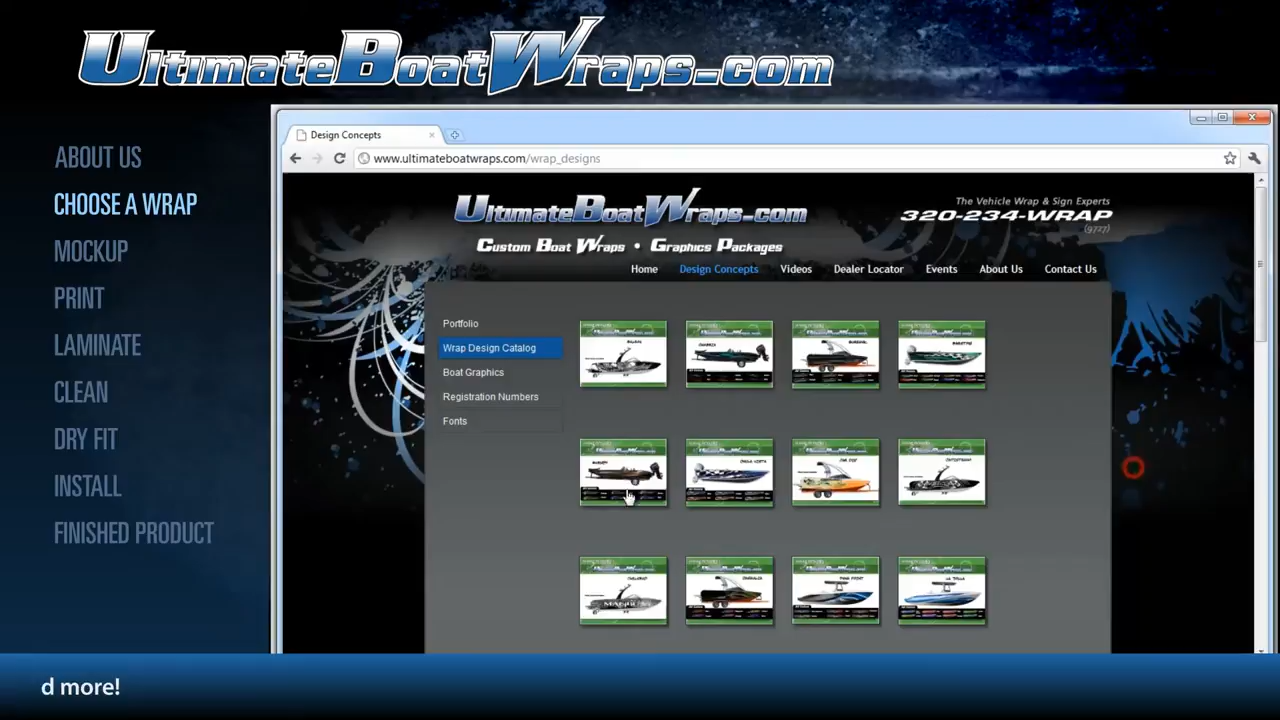 UltimateBoatWraps.com
ABOUT US
CHOOSE A WRAP
MOCKUP
PRINT
LAMINATE
CLEAN
DRY FIT
INSTALL
FINISHED PRODUCT
Design Concepts
www.ultimateboatwraps.com/wrap_designs
UltimateBoatWraps.com
The Vehicle Wrap & Sign Experts
320-234-WRAP
(9727)
Custom Boat Wraps • Graphics Packages
Home Design Concepts Videos Dealer Locator Events About Us Contact Us
Portfolio
Wrap Design Catalog
Boat Graphics
Registration Numbers
Fonts
d more!